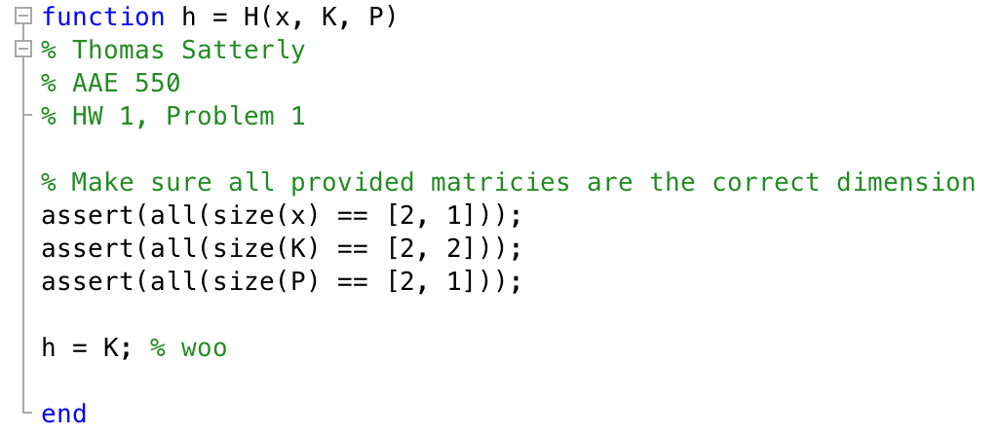 function h = H(x, K, P)
% Thomas Satterly
% AAE 550
% HW 1, Problem 1
% Make sure all provided matricies are the correct dimension
assert(all(size(x) == [2, 1]));
assert(all(size(K) == [2, 2]));
assert(all(size(P) == [2, 1]));
h = K; % woo
end